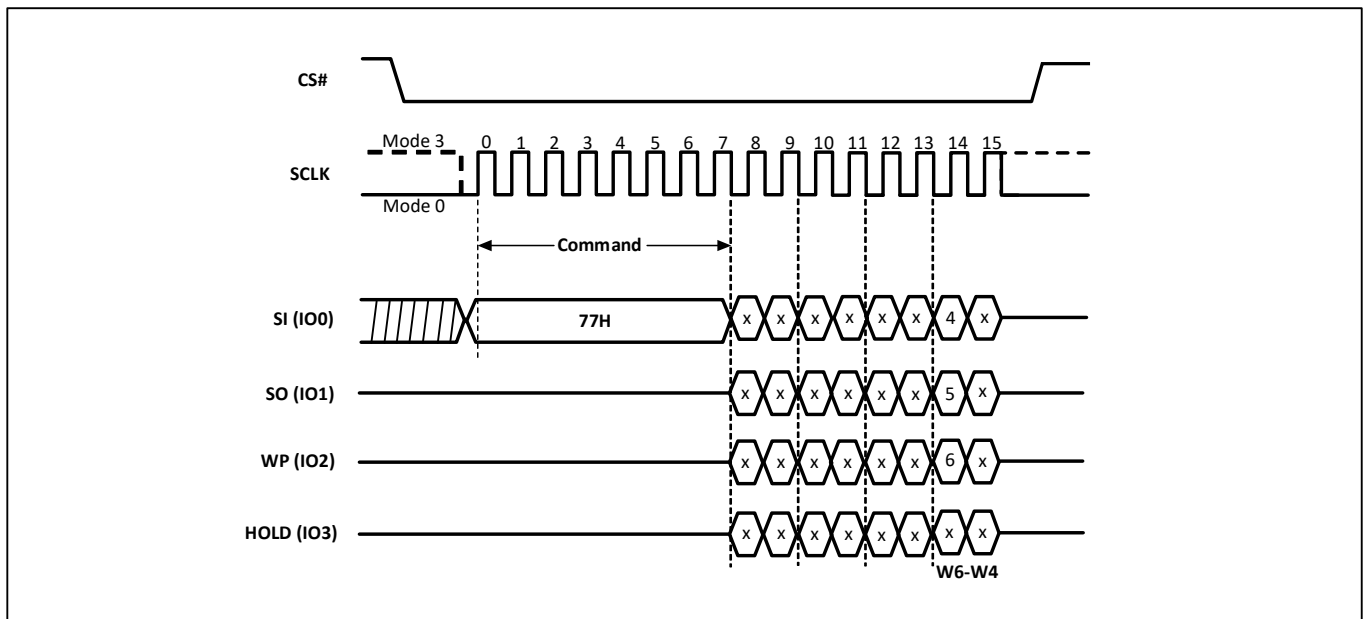 CS#
Mode 3 0 1 2 3 4 5 6 7 8 9 10 11 12 13 14 15
SCLK
Mode 0
Command
SI (IO0) 77H x x x x x x 4 x
SO (IO1) x x x x x x 5 x
WP (IO2) x x x x x x 6 x
HOLD (IO3) x x x x x x x x
W6-W4